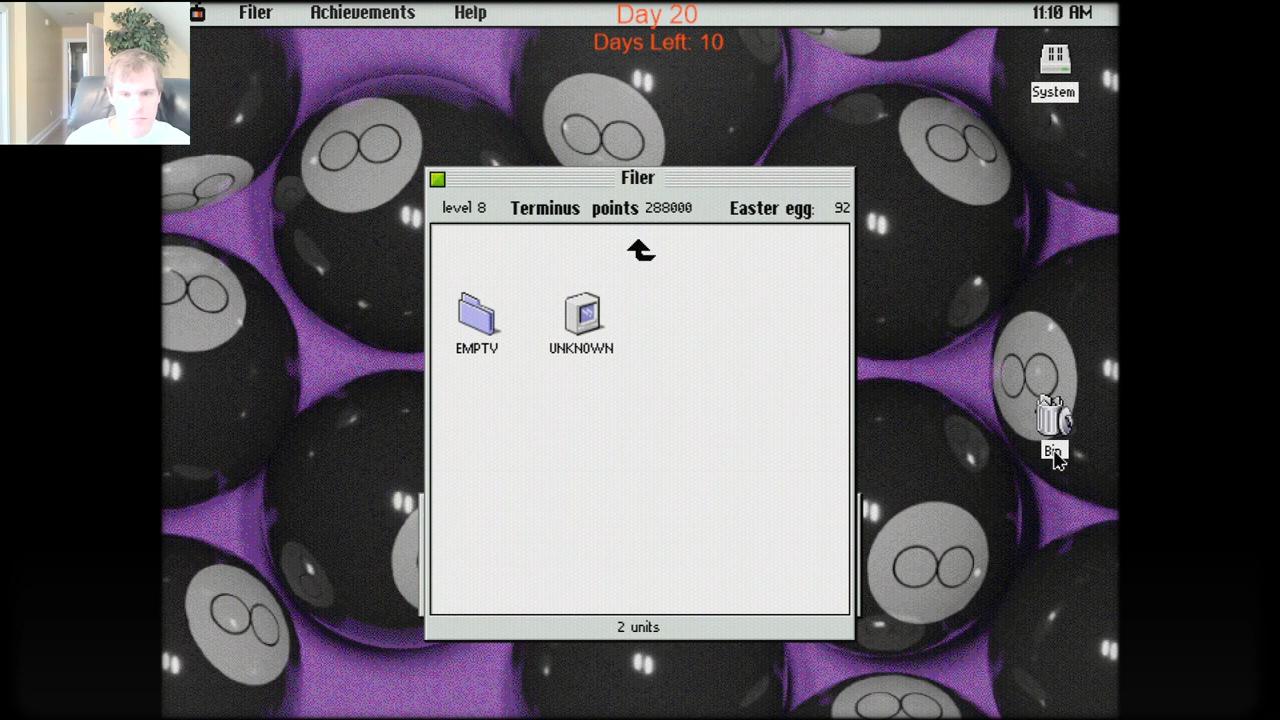 Filer Achievements Help
Day 20
Days Left: 10
11:10 AM
System
Filer
level 8 Terminus points 288000 Easter egg: 92
EMPTY
UNKNOWN
Bin
2 units